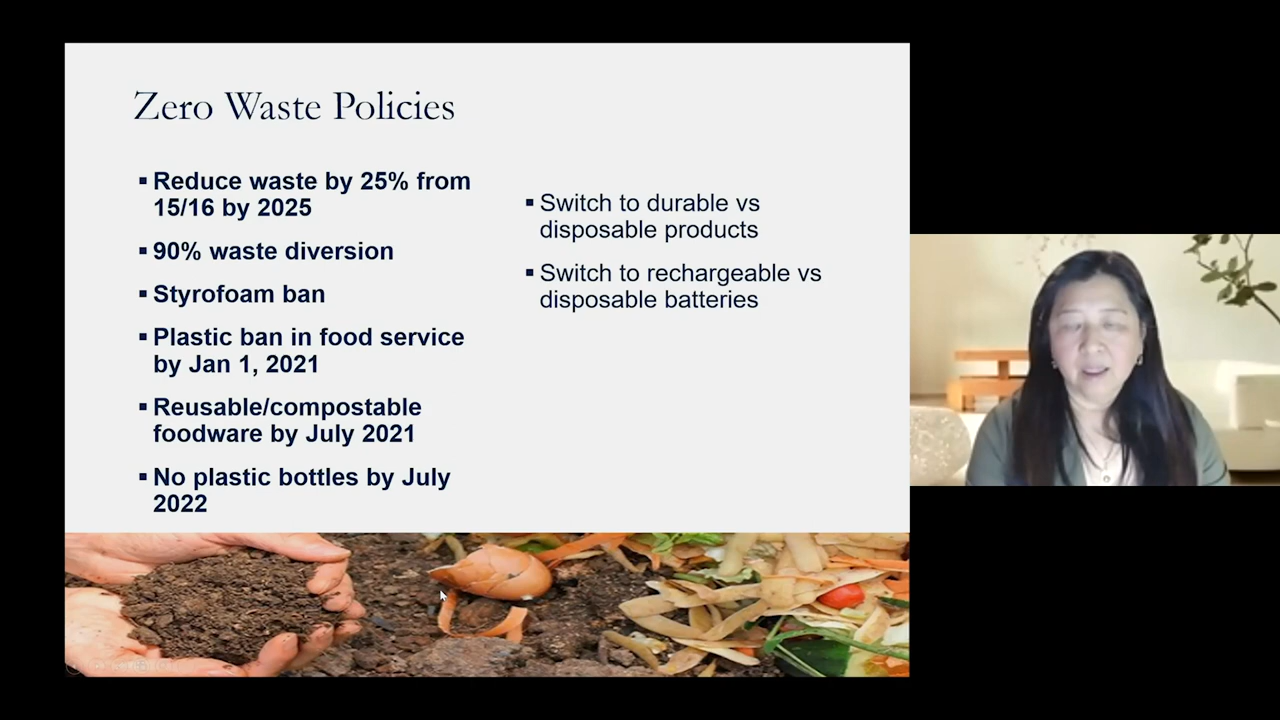 Zero Waste Policies
▪ Reduce waste by 25% from
15/16 by 2025
▪ 90% waste diversion
▪ Styrofoam ban
▪ Plastic ban in food service
by Jan 1, 2021
▪ Reusable/compostable
foodware by July 2021
▪ No plastic bottles by July
2022
▪ Switch to durable vs
disposable products
▪ Switch to rechargeable vs
disposable batteries